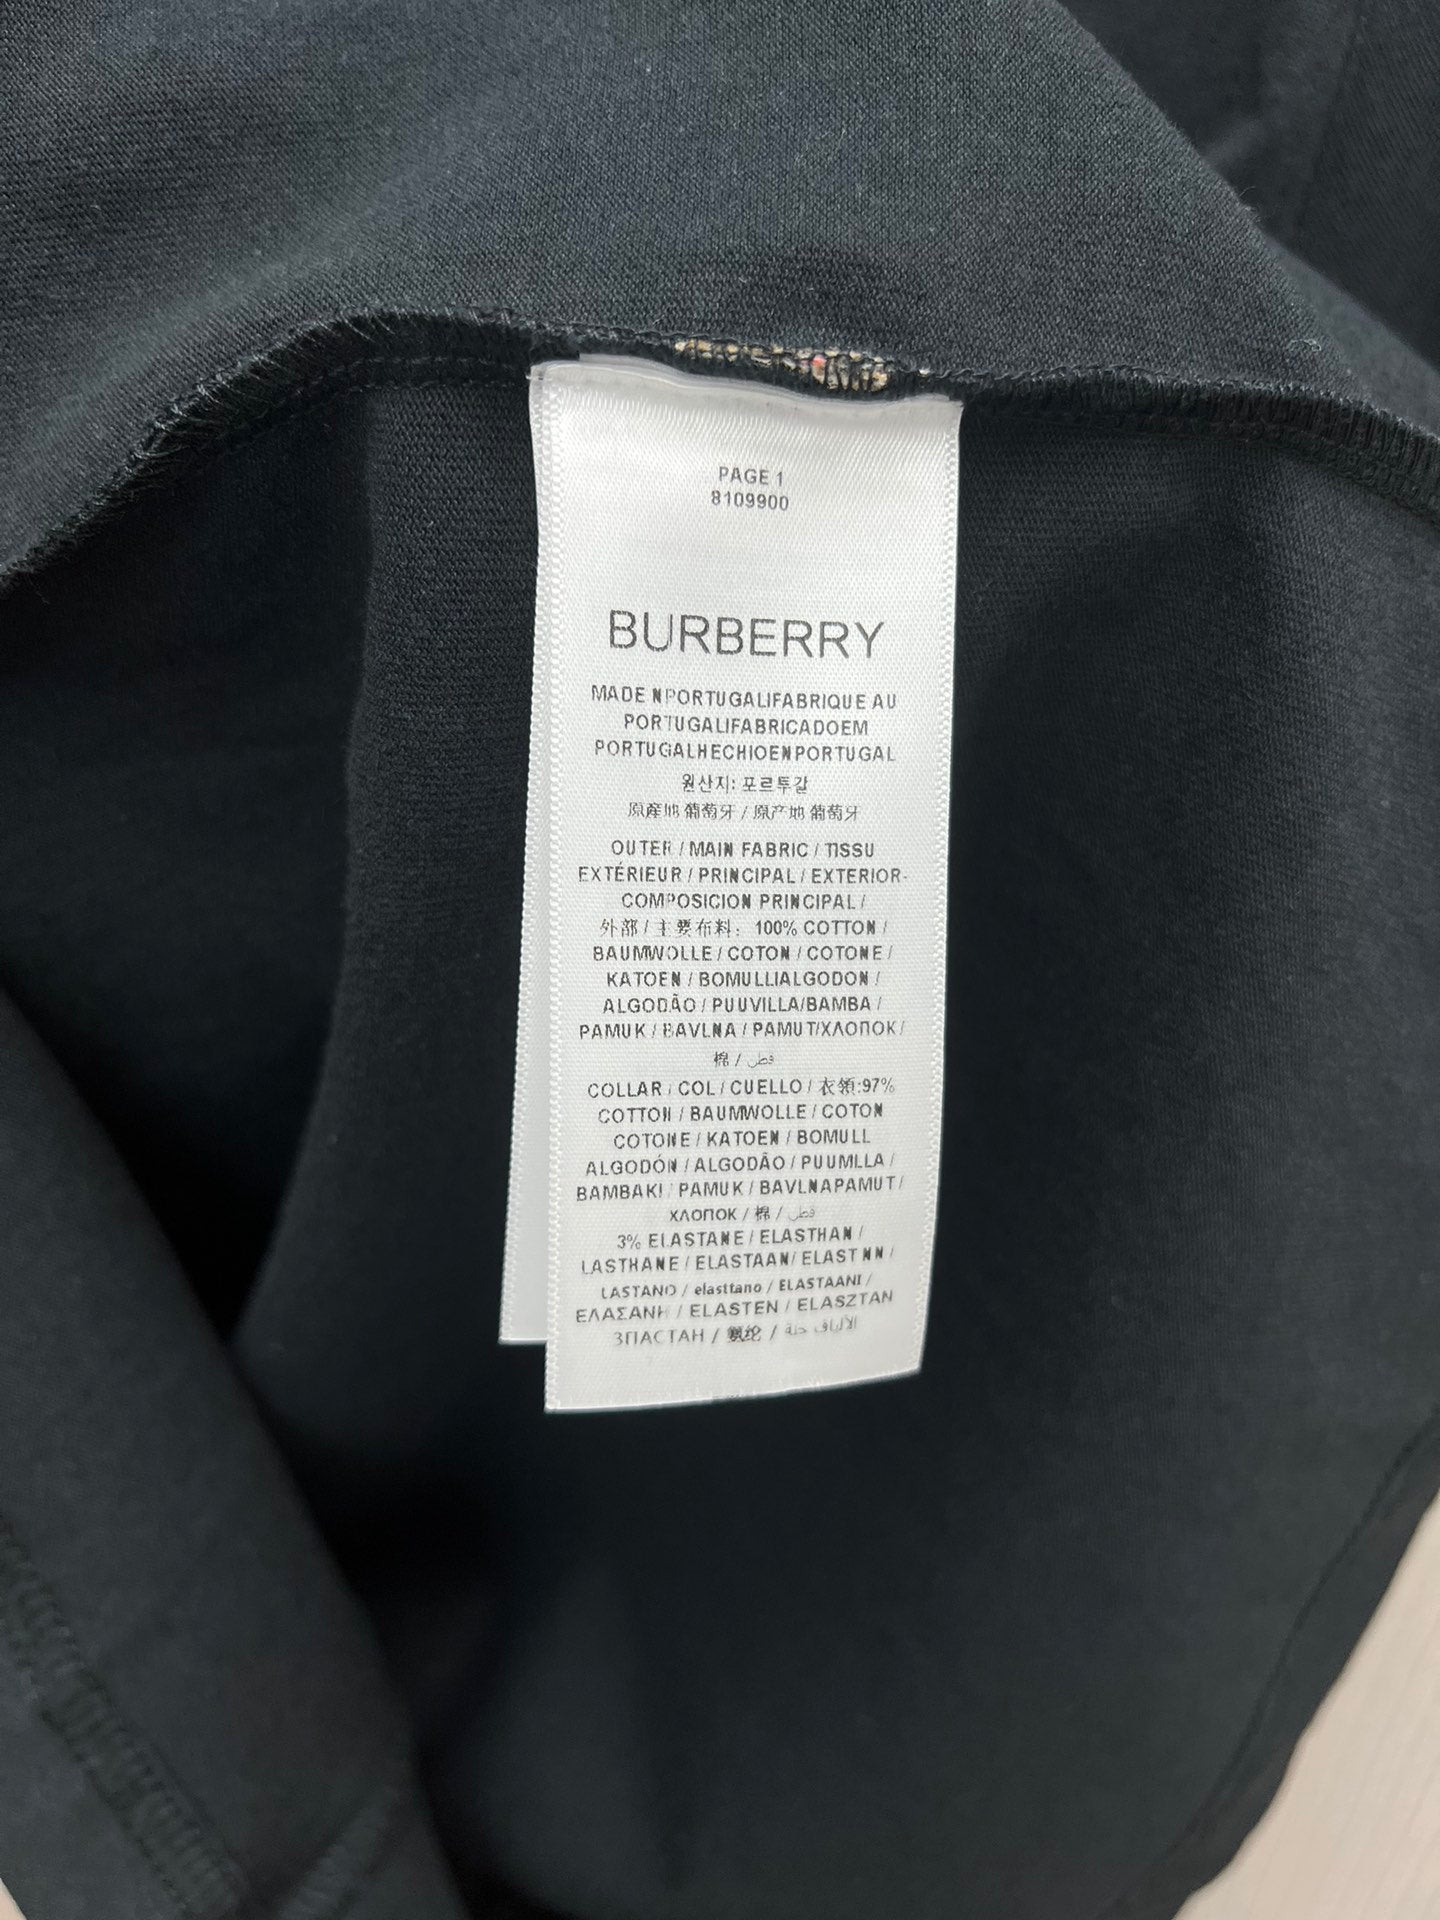 PAGE 1
8109900
BURBERRY
MADE NPORTUGALIFABRIQUE AU
PORTUGALIFABRICADOEM
PORTUGALHECHIOENPORTUGAL
원산지: 포르투갈
原產地 葡萄牙 / 原产地 葡萄牙
OUTER / MAIN FABRIC / TISSU
EXTÉRIEUR / PRINCIPAL / EXTERIOR-
COMPOSICION PRINCIPAL /
外部 / 主要布料: 100% COTTON /
BAUMWOLLE / COTON / COTONE /
KATOEN / BOMULLIALGODON /
ALGODÃO / PUUVILLA/BAMBA /
PAMUK / BAVLNA / PAMUT/ХΛОПОК /
棉 / قطن
COLLAR / COL / CUELLO / 衣領:97%
COTTON / BAUMWOLLE / COTON
COTONE / KATOEN / BOMULL
ALGODÓN / ALGODÃO / PUUMLLA /
BAMBAKI / PAMUK / BAVLNAPAMUT /
ХΛОПОК / 棉 / قطن
3% ELASTANE / ELASTHAN /
LASTHANE / ELASTAAN/ ELAST NN /
LASTANO / elasttano / ELASTAANI /
ΕΛΑΣΑΝΗ / ELASTEN / ELASZTAN
ЗПАСТАН / 氨纶 /